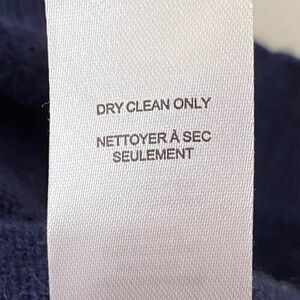 DRY CLEAN ONLY
NETTOYER À SEC
SEULEMENT